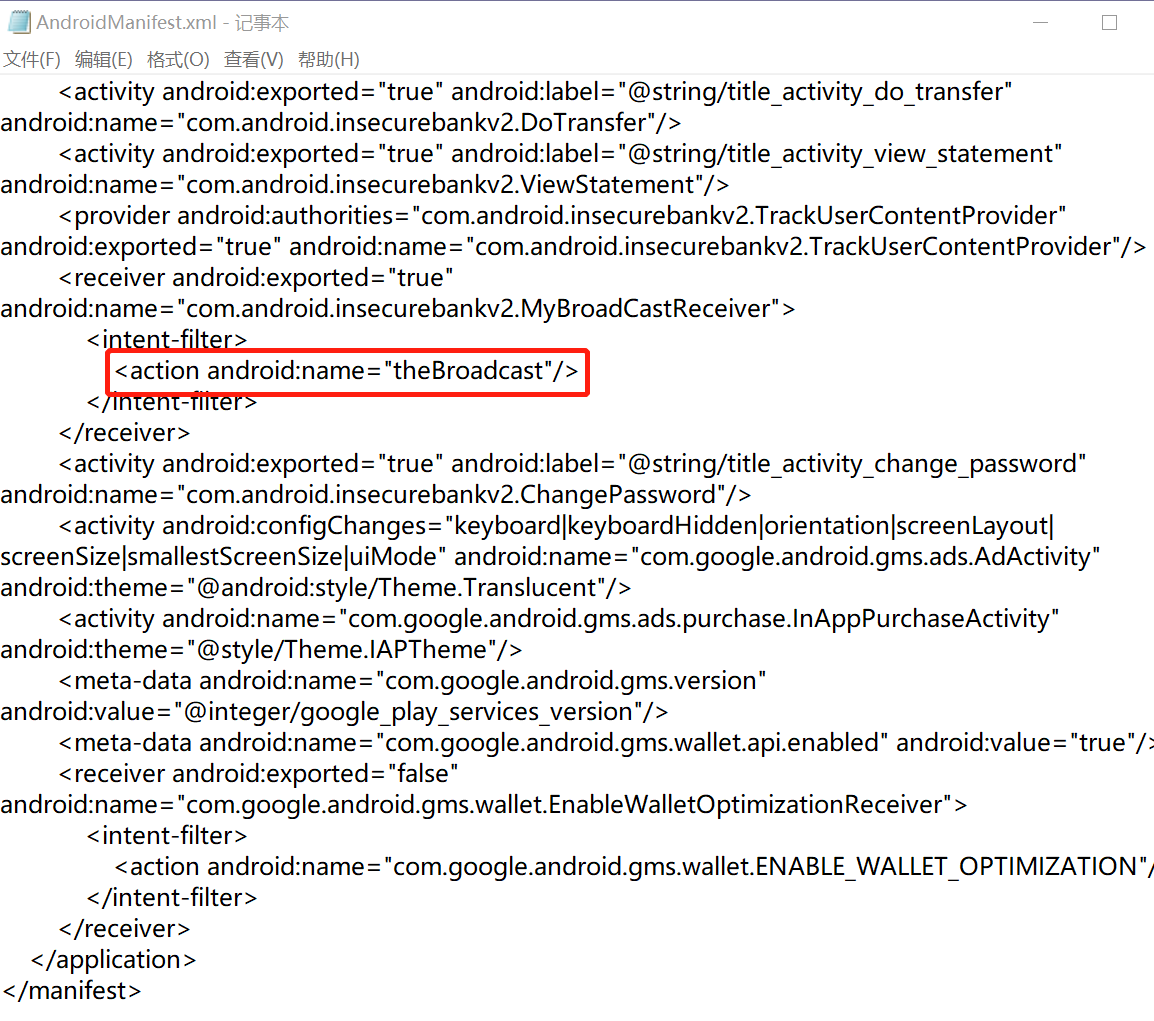 AndroidManifest.xml - 记事本
文件(F) 编辑(E) 格式(O) 查看(V) 帮助(H)
<activity android:exported="true" android:label="@string/title_activity_do_transfer"
android:name="com.android.insecurebankv2.DoTransfer"/>
<activity android:exported="true" android:label="@string/title_activity_view_statement"
android:name="com.android.insecurebankv2.ViewStatement"/>
<provider android:authorities="com.android.insecurebankv2.TrackUserContentProvider"
android:exported="true" android:name="com.android.insecurebankv2.TrackUserContentProvider"/>
<receiver android:exported="true"
android:name="com.android.insecurebankv2.MyBroadCastReceiver">
<intent-filter>
<action android:name="theBroadcast"/>
</intent-filter>
</receiver>
<activity android:exported="true" android:label="@string/title_activity_change_password"
android:name="com.android.insecurebankv2.ChangePassword"/>
<activity android:configChanges="keyboard|keyboardHidden|orientation|screenLayout|
screenSize|smallestScreenSize|uiMode" android:name="com.google.android.gms.ads.AdActivity"
android:theme="@android:style/Theme.Translucent"/>
<activity android:name="com.google.android.gms.ads.purchase.InAppPurchaseActivity"
android:theme="@style/Theme.IAPTheme"/>
<meta-data android:name="com.google.android.gms.version"
android:value="@integer/google_play_services_version"/>
<meta-data android:name="com.google.android.gms.wallet.api.enabled" android:value="true"/>
<receiver android:exported="false"
android:name="com.google.android.gms.wallet.EnableWalletOptimizationReceiver">
<intent-filter>
<action android:name="com.google.android.gms.wallet.ENABLE_WALLET_OPTIMIZATION"/
</intent-filter>
</receiver>
</application>
</manifest>